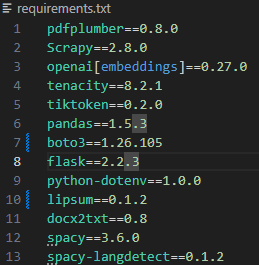 requirements.txt
1 pdfplumber==0.8.0
2 Scrapy==2.8.0
3 openai[embeddings]==0.27.0
4 tenacity==8.2.1
5 tiktoken==0.2.0
6 pandas==1.5.3
7 boto3==1.26.105
8 flask==2.2.3
9 python-dotenv==1.0.0
10 lipsum==0.1.2
11 docx2txt==0.8
12 spacy==3.6.0
13 spacy-langdetect==0.1.2